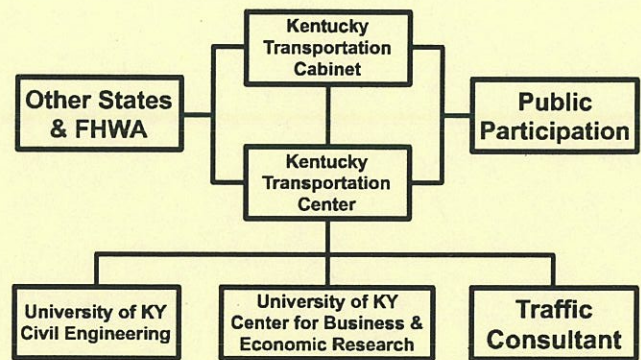 Kentucky
Transportation
Cabinet
Other States
& FHWA
Public
Participation
Kentucky
Transportation
Center
University of KY
Civil Engineering
University of KY
Center for Business &
Economic Research
Traffic
Consultant